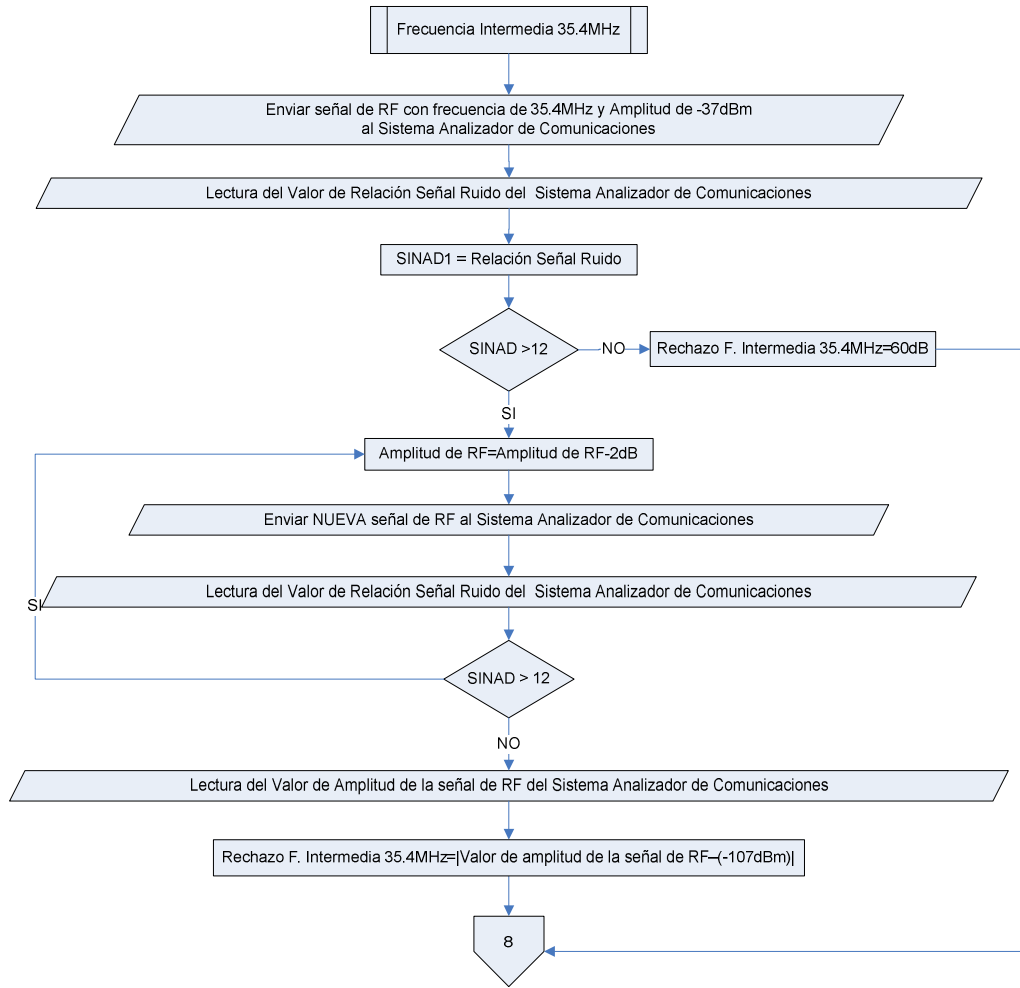 Frecuencia Intermedia 35.4MHz
Enviar señal de RF con frecuencia de 35.4MHz y Amplitud de -37dBm
al Sistema Analizador de Comunicaciones
Lectura del Valor de Relación Señal Ruido del Sistema Analizador de Comunicaciones
SINAD1 = Relación Señal Ruido
SINAD >12
NO
Rechazo F. Intermedia 35.4MHz=60dB
SI
Amplitud de RF=Amplitud de RF-2dB
Enviar NUEVA señal de RF al Sistema Analizador de Comunicaciones
Lectura del Valor de Relación Señal Ruido del Sistema Analizador de Comunicaciones
SI
SINAD > 12
NO
Lectura del Valor de Amplitud de la señal de RF del Sistema Analizador de Comunicaciones
Rechazo F. Intermedia 35.4MHz=|Valor de amplitud de la señal de RF–(-107dBm)|
8